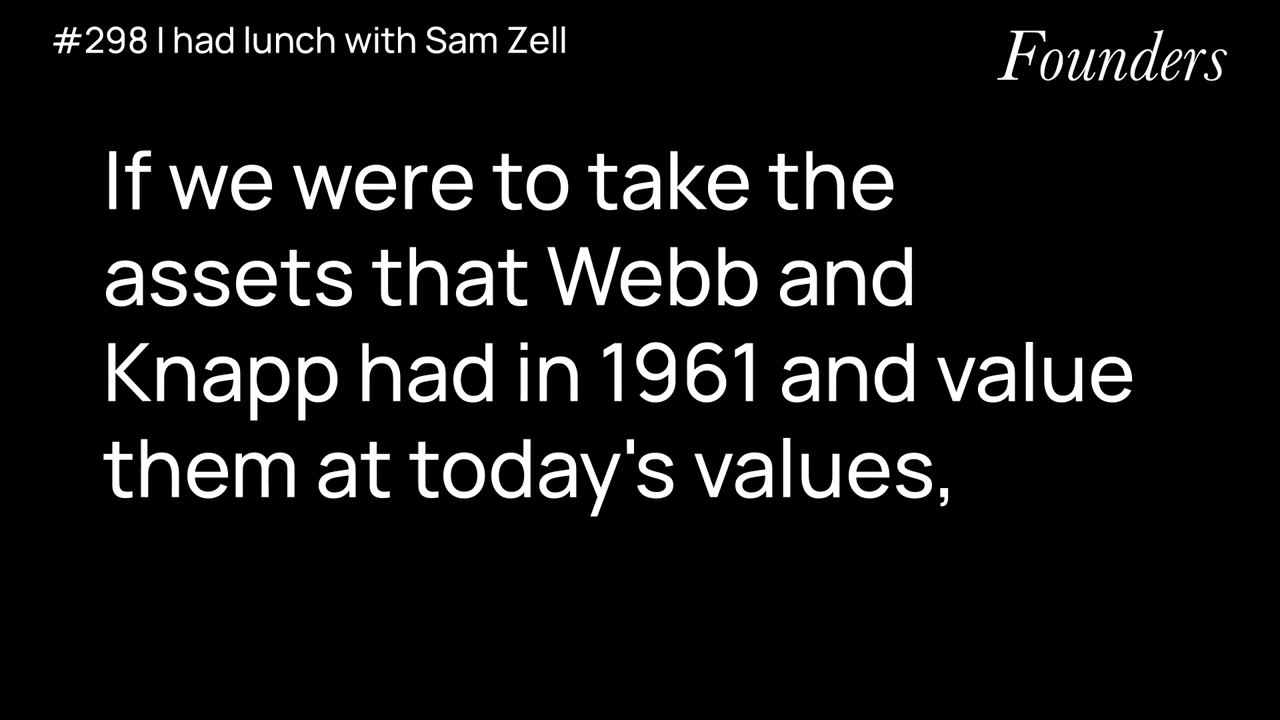 #298 I had lunch with Sam Zell
Founders
If we were to take the
assets that Webb and
Knapp had in 1961 and value
them at today's values,